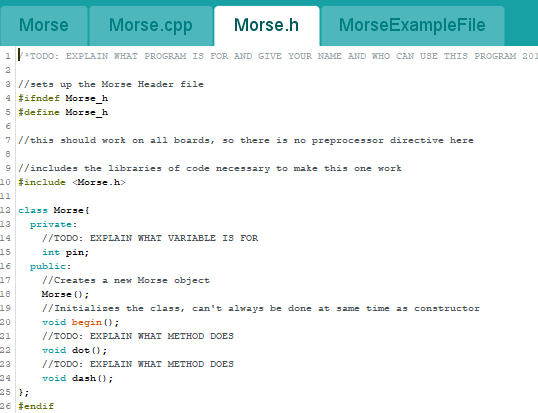 Morse Morse.cpp Morse.h MorseExampleFile
1 /*TODO: EXPLAIN WHAT PROGRAM IS FOR AND GIVE YOUR NAME AND WHO CAN USE THIS PROGRAM 201
2
3 //sets up the Morse Header file
4 #ifndef Morse_h
5 #define Morse_h
6
7 //this should work on all boards, so there is no preprocessor directive here
8
9 //includes the libraries of code necessary to make this one work
10 #include <Morse.h>
11
12 class Morse{
13 private:
14 //TODO: EXPLAIN WHAT VARIABLE IS FOR
15 int pin;
16 public:
17 //Creates a new Morse object
18 Morse();
19 //Initializes the class, can't always be done at same time as constructor
20 void begin();
21 //TODO: EXPLAIN WHAT METHOD DOES
22 void dot();
23 //TODO: EXPLAIN WHAT METHOD DOES
24 void dash();
25 };
26 #endif